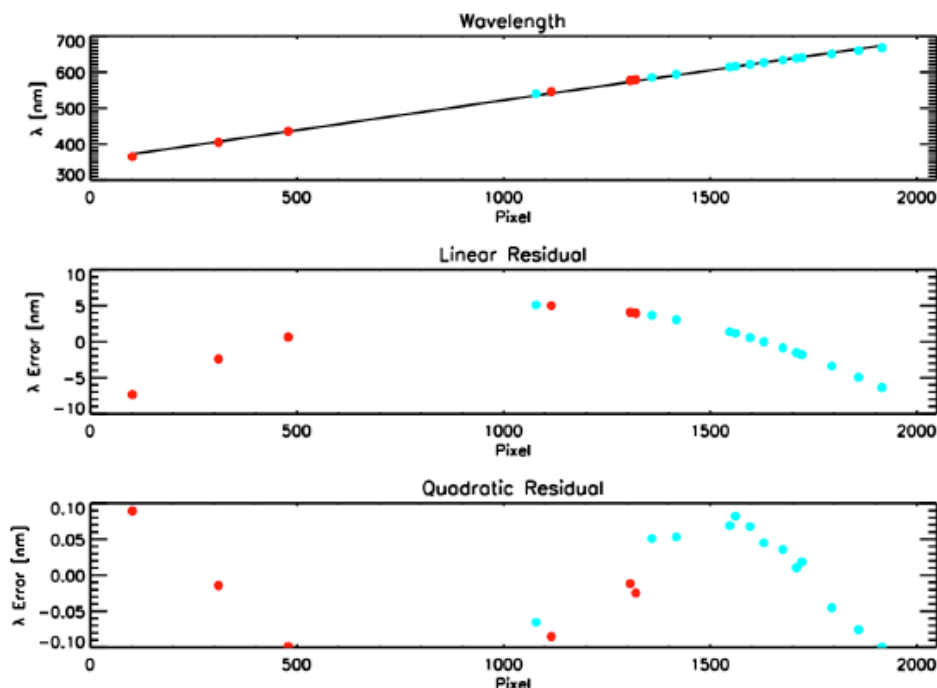 Wavelength
700
600
500
400
300
λ [nm]
0 500 1000 1500 2000
Pixel
Linear Residual
10
5
0
−5
−10
λ Error [nm]
0 500 1000 1500 2000
Pixel
Quadratic Residual
0.10
0.05
0.00
−0.05
−0.10
λ Error [nm]
0 500 1000 1500 2000
Pixel